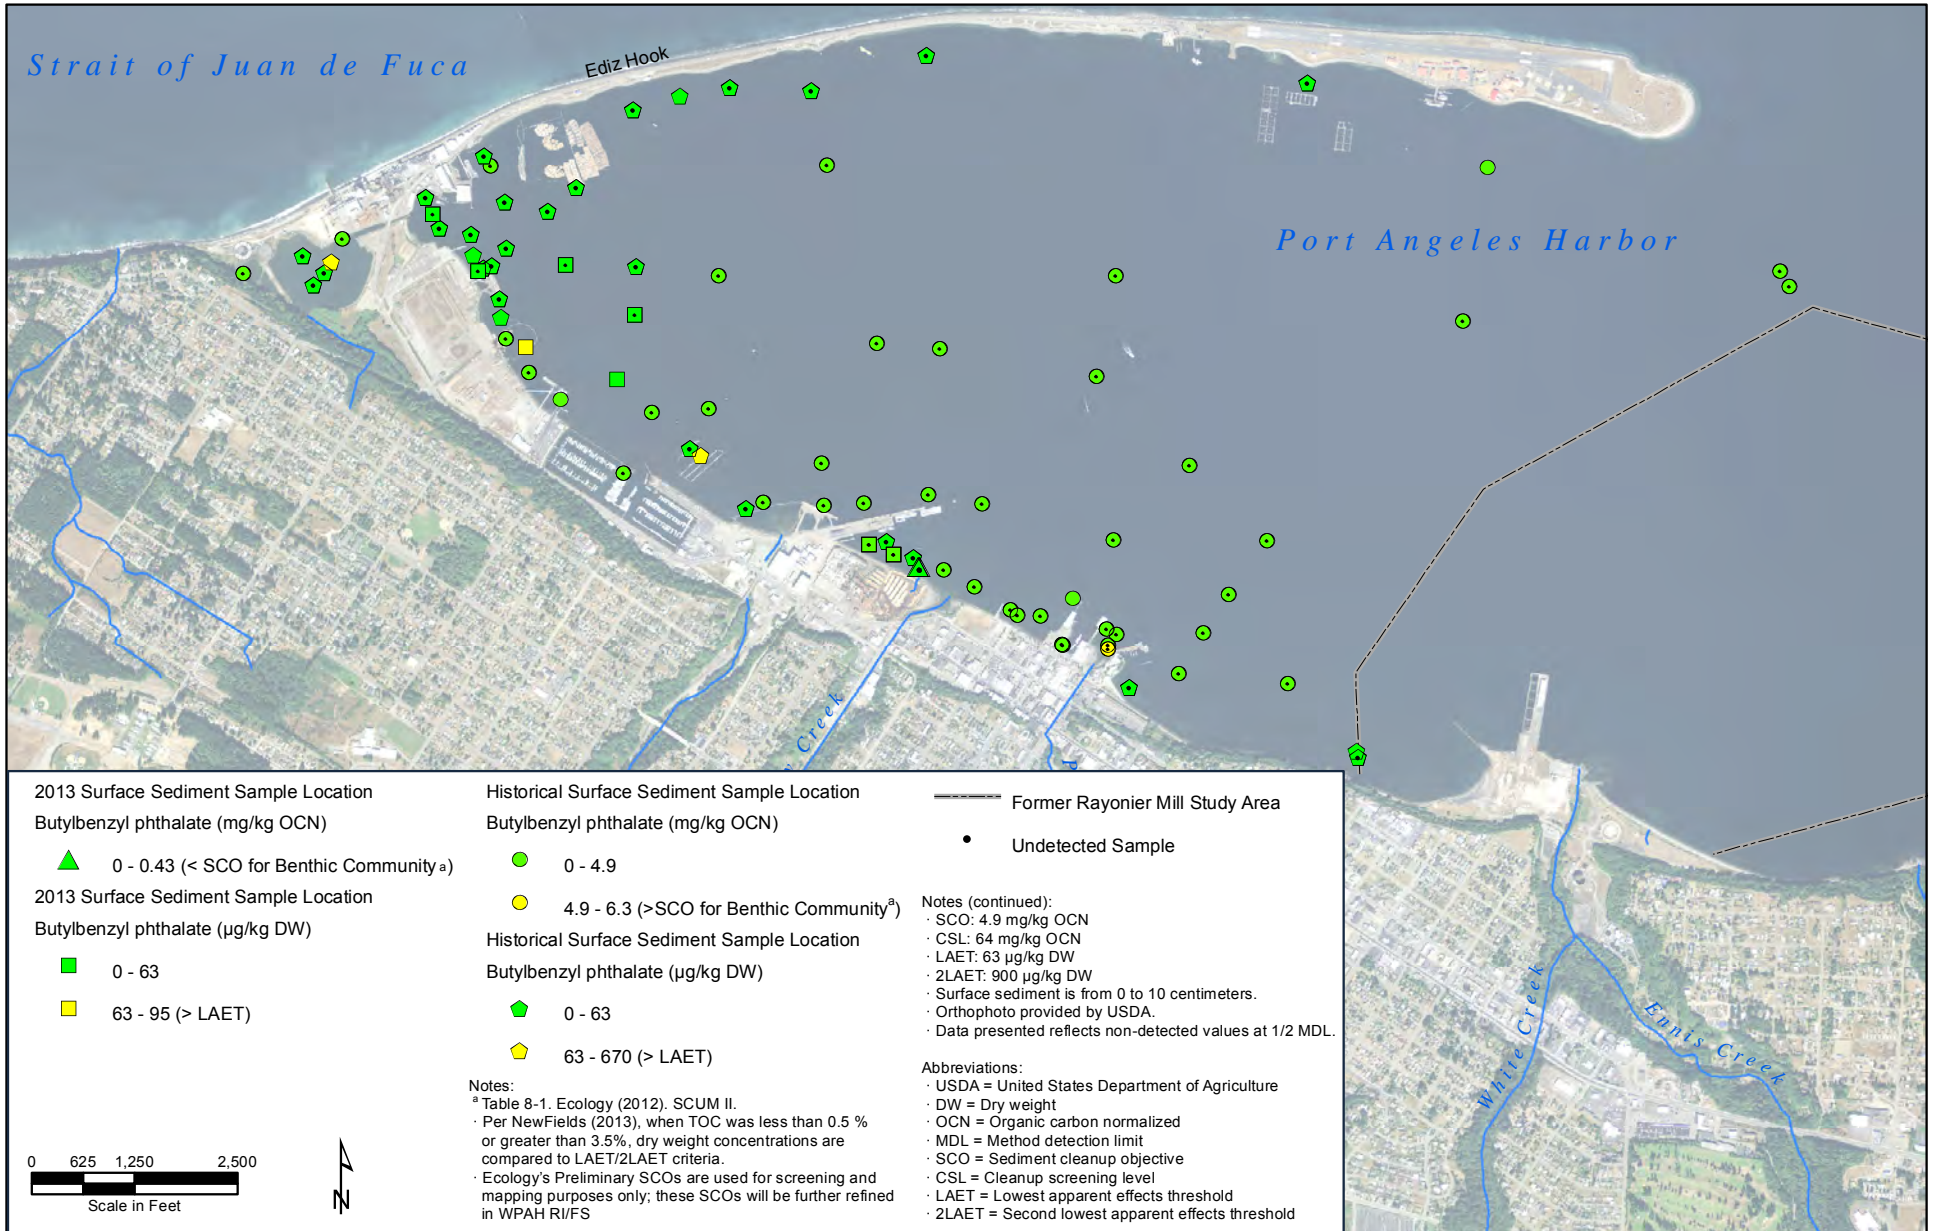 Strait of Juan de Fuca
Ediz Hook
Port Angeles Harbor
Creek
White Creek
Ennis Creek
2013 Surface Sediment Sample Location
Butylbenzyl phthalate (mg/kg OCN)
0 - 0.43 (< SCO for Benthic Community a)
2013 Surface Sediment Sample Location
Butylbenzyl phthalate (µg/kg DW)
0 - 63
63 - 95 (> LAET)
0 625 1,250 2,500
Scale in Feet
N
Historical Surface Sediment Sample Location
Butylbenzyl phthalate (mg/kg OCN)
0 - 4.9
4.9 - 6.3 (>SCO for Benthic Community a)
Historical Surface Sediment Sample Location
Butylbenzyl phthalate (µg/kg DW)
0 - 63
63 - 670 (> LAET)
Notes:
a Table 8-1. Ecology (2012). SCUM II.
· Per NewFields (2013), when TOC was less than 0.5 %
or greater than 3.5%, dry weight concentrations are
compared to LAET/2LAET criteria.
· Ecology's Preliminary SCOs are used for screening and
mapping purposes only; these SCOs will be further refined
in WPAH RI/FS
Former Rayonier Mill Study Area
Undetected Sample
Notes (continued):
· SCO: 4.9 mg/kg OCN
· CSL: 64 mg/kg OCN
· LAET: 63 µg/kg DW
· 2LAET: 900 µg/kg DW
· Surface sediment is from 0 to 10 centimeters.
· Orthophoto provided by USDA.
· Data presented reflects non-detected values at 1/2 MDL.
Abbreviations:
· USDA = United States Department of Agriculture
· DW = Dry weight
· OCN = Organic carbon normalized
· MDL = Method detection limit
· SCO = Sediment cleanup objective
· CSL = Cleanup screening level
· LAET = Lowest apparent effects threshold
· 2LAET = Second lowest apparent effects threshold